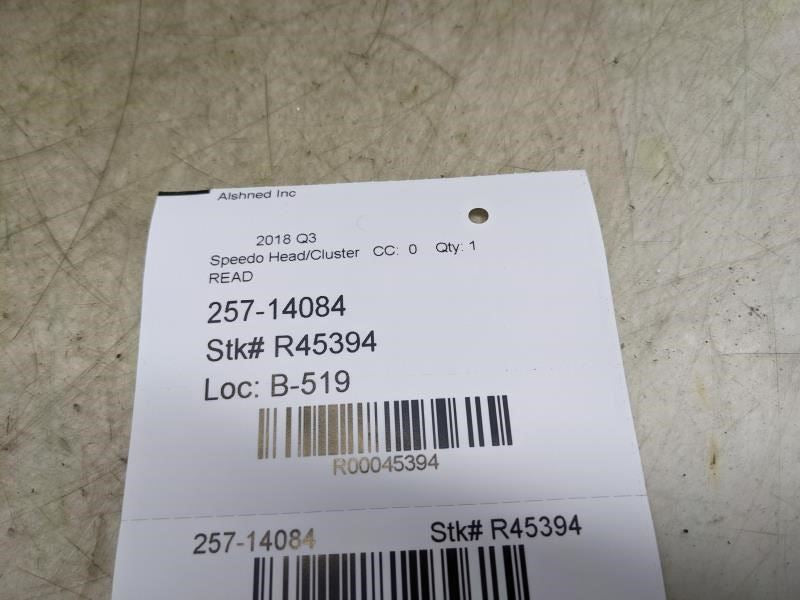 Alshned Inc
2018 Q3
Speedo Head/Cluster CC: 0 Qty: 1
READ
257-14084
Stk# R45394
Loc: B-519
R00045394
257-14084 Stk# R45394